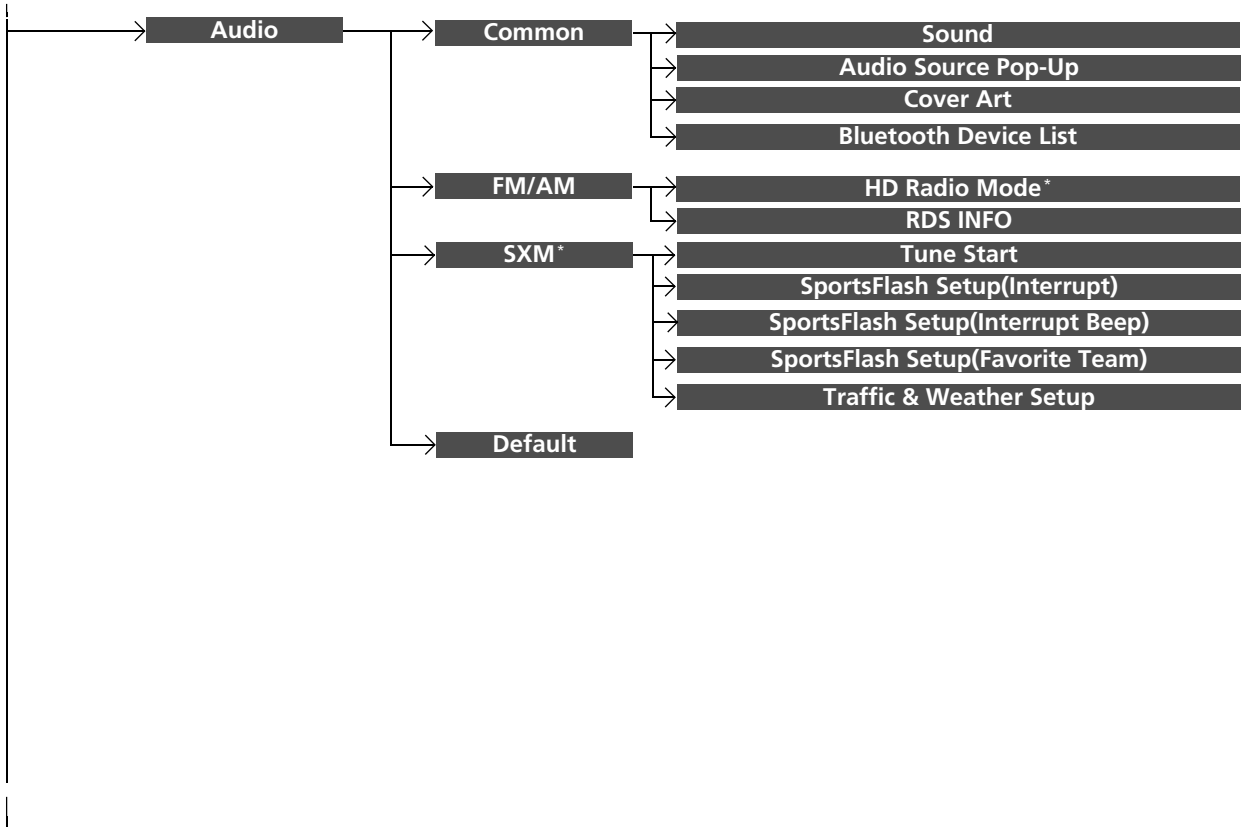 Audio
Common
Sound
Audio Source Pop-Up
Cover Art
Bluetooth Device List
FM/AM
HD Radio Mode*
RDS INFO
SXM*
Tune Start
SportsFlash Setup(Interrupt)
SportsFlash Setup(Interrupt Beep)
SportsFlash Setup(Favorite Team)
Traffic & Weather Setup
Default